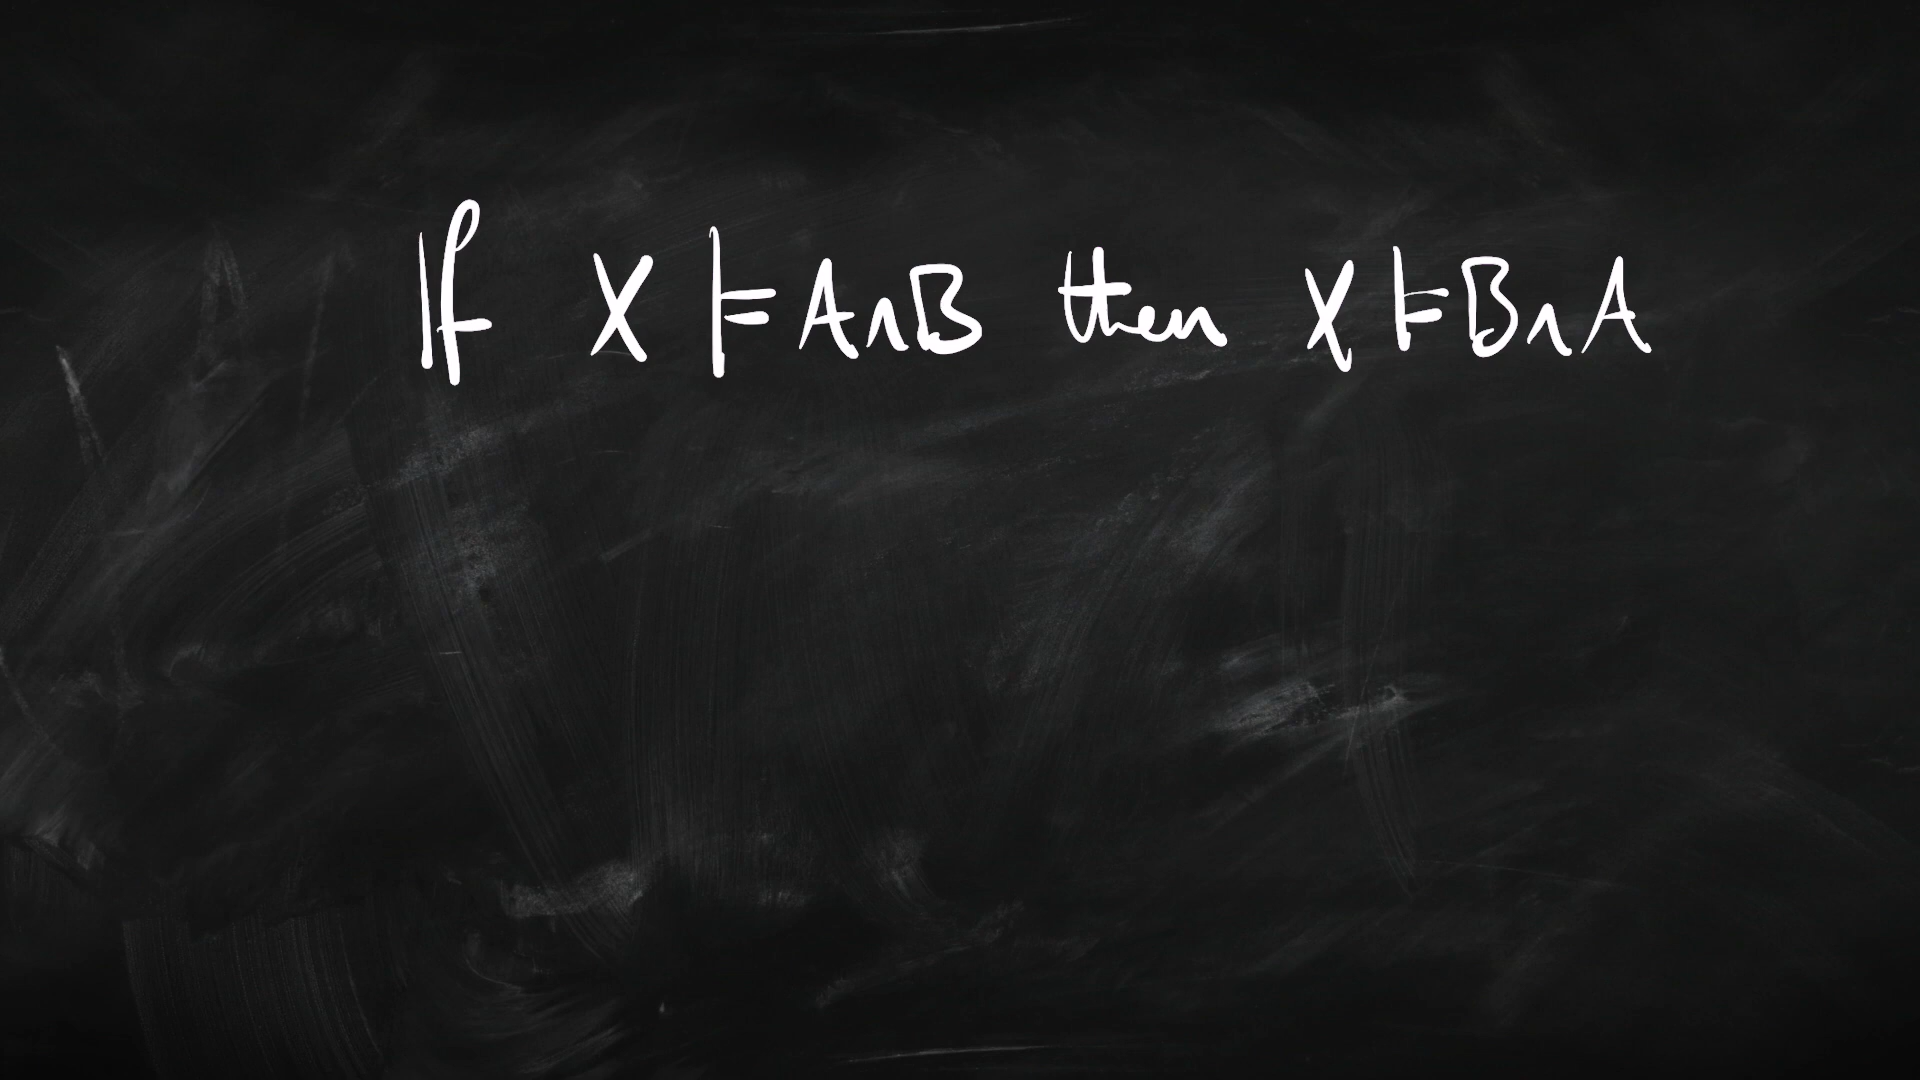 If X ⊨ A∧B then X ⊨ B∧A